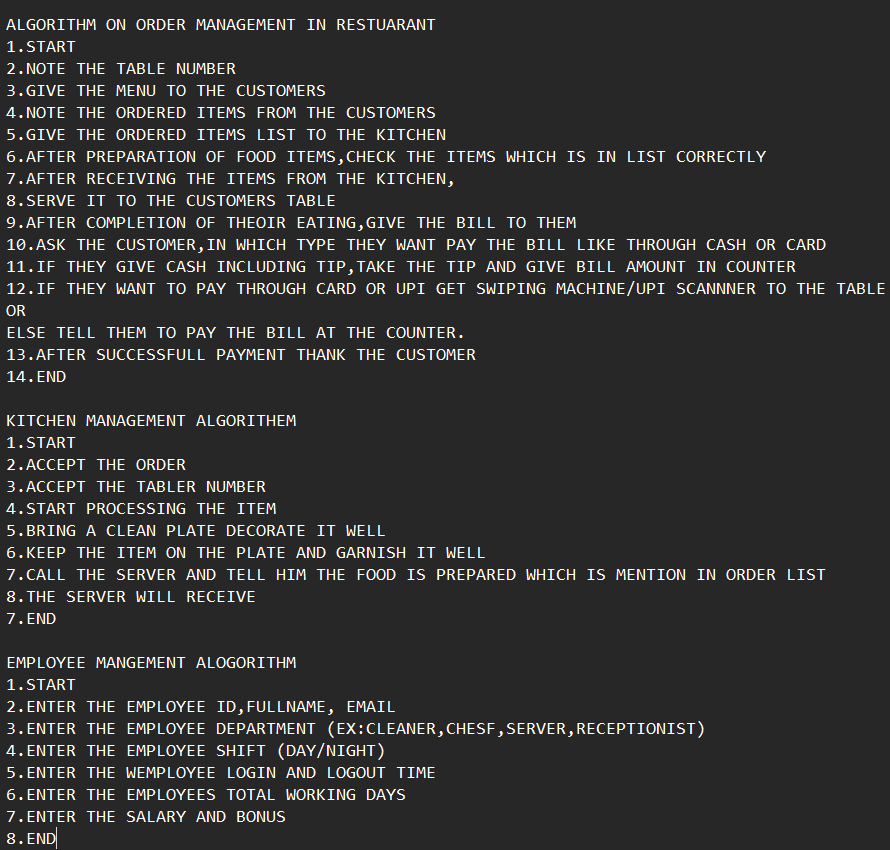 ALGORITHM ON ORDER MANAGEMENT IN RESTUARANT
1.START
2.NOTE THE TABLE NUMBER
3.GIVE THE MENU TO THE CUSTOMERS
4.NOTE THE ORDERED ITEMS FROM THE CUSTOMERS
5.GIVE THE ORDERED ITEMS LIST TO THE KITCHEN
6.AFTER PREPARATION OF FOOD ITEMS,CHECK THE ITEMS WHICH IS IN LIST CORRECTLY
7.AFTER RECEIVING THE ITEMS FROM THE KITCHEN,
8.SERVE IT TO THE CUSTOMERS TABLE
9.AFTER COMPLETION OF THEOIR EATING,GIVE THE BILL TO THEM
10.ASK THE CUSTOMER,IN WHICH TYPE THEY WANT PAY THE BILL LIKE THROUGH CASH OR CARD
11.IF THEY GIVE CASH INCLUDING TIP,TAKE THE TIP AND GIVE BILL AMOUNT IN COUNTER
12.IF THEY WANT TO PAY THROUGH CARD OR UPI GET SWIPING MACHINE/UPI SCANNNER TO THE TABLE
OR
ELSE TELL THEM TO PAY THE BILL AT THE COUNTER.
13.AFTER SUCCESSFULL PAYMENT THANK THE CUSTOMER
14.END
KITCHEN MANAGEMENT ALGORITHEM
1.START
2.ACCEPT THE ORDER
3.ACCEPT THE TABLER NUMBER
4.START PROCESSING THE ITEM
5.BRING A CLEAN PLATE DECORATE IT WELL
6.KEEP THE ITEM ON THE PLATE AND GARNISH IT WELL
7.CALL THE SERVER AND TELL HIM THE FOOD IS PREPARED WHICH IS MENTION IN ORDER LIST
8.THE SERVER WILL RECEIVE
7.END
EMPLOYEE MANGEMENT ALOGORITHM
1.START
2.ENTER THE EMPLOYEE ID,FULLNAME, EMAIL
3.ENTER THE EMPLOYEE DEPARTMENT (EX:CLEANER,CHESF,SERVER,RECEPTIONIST)
4.ENTER THE EMPLOYEE SHIFT (DAY/NIGHT)
5.ENTER THE WEMPLOYEE LOGIN AND LOGOUT TIME
6.ENTER THE EMPLOYEES TOTAL WORKING DAYS
7.ENTER THE SALARY AND BONUS
8.END